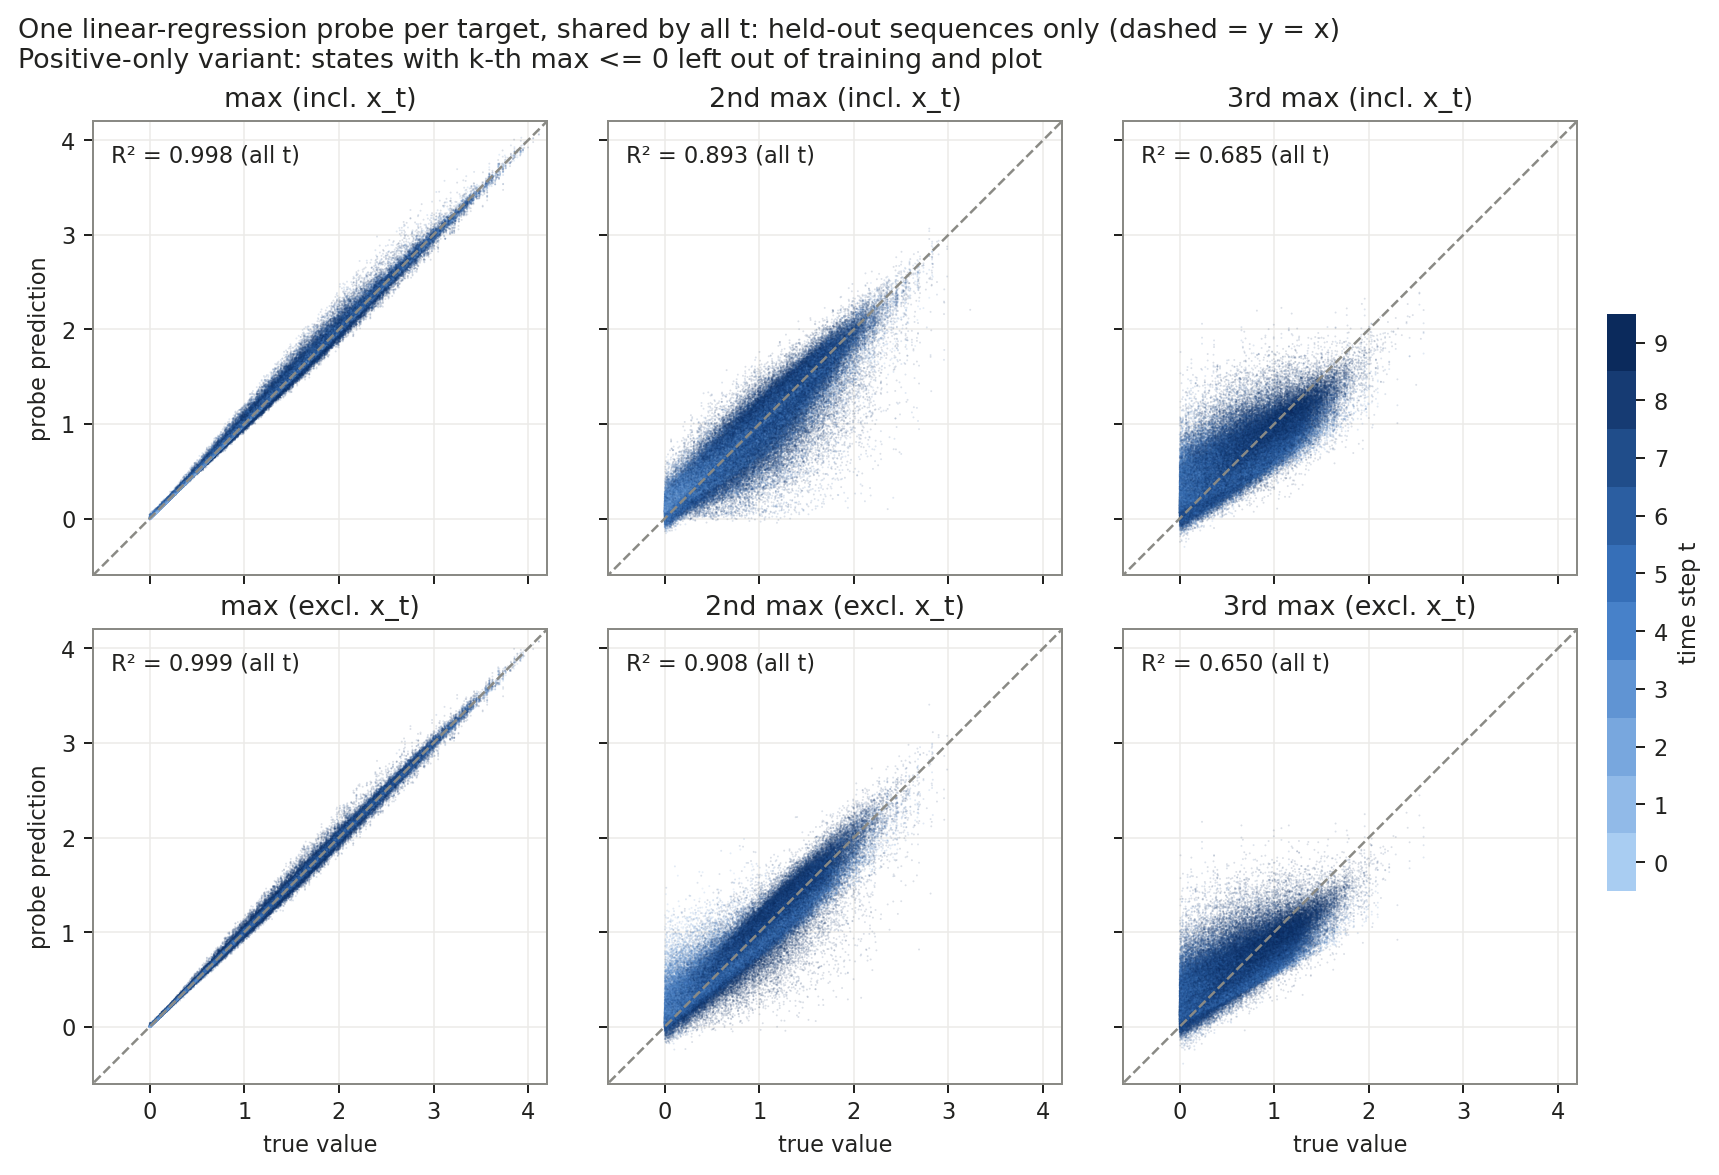 One linear-regression probe per target, shared by all t: held-out sequences only (dashed = y = x)
Positive-only variant: states with k-th max <= 0 left out of training and plot
max (incl. x_t)
2nd max (incl. x_t)
3rd max (incl. x_t)
R² = 0.998 (all t)
R² = 0.893 (all t)
R² = 0.685 (all t)
4
3
2
1
0
probe prediction
max (excl. x_t)
2nd max (excl. x_t)
3rd max (excl. x_t)
R² = 0.999 (all t)
R² = 0.908 (all t)
R² = 0.650 (all t)
4
3
2
1
0
probe prediction
0 1 2 3 4
0 1 2 3 4
0 1 2 3 4
true value
true value
true value
9
8
7
6
5
4
3
2
1
0
time step t